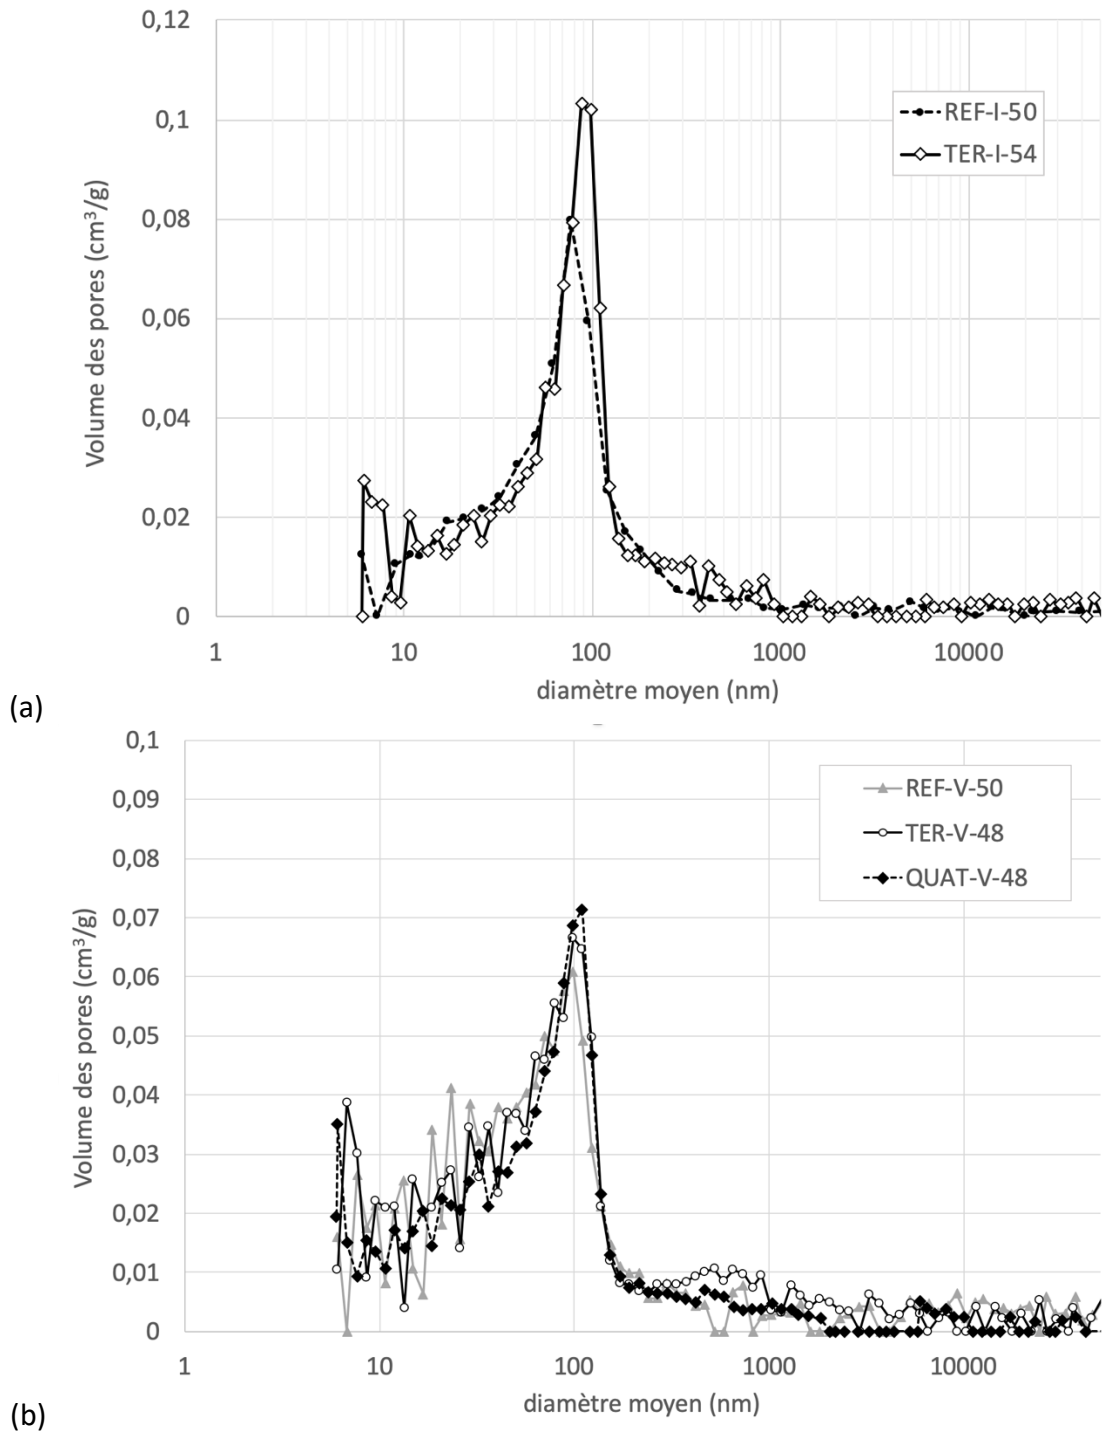 0,12
0,1
0,08
0,06
0,04
0,02
0
Volume des pores (cm³/g)
REF-I-50
TER-I-54
1 10 100 1000 10000
diamètre moyen (nm)
(a)
0,1
0,09
0,08
0,07
0,06
0,05
0,04
0,03
0,02
0,01
0
Volume des pores (cm³/g)
REF-V-50
TER-V-48
QUAT-V-48
1 10 100 1000 10000
diamètre moyen (nm)
(b)